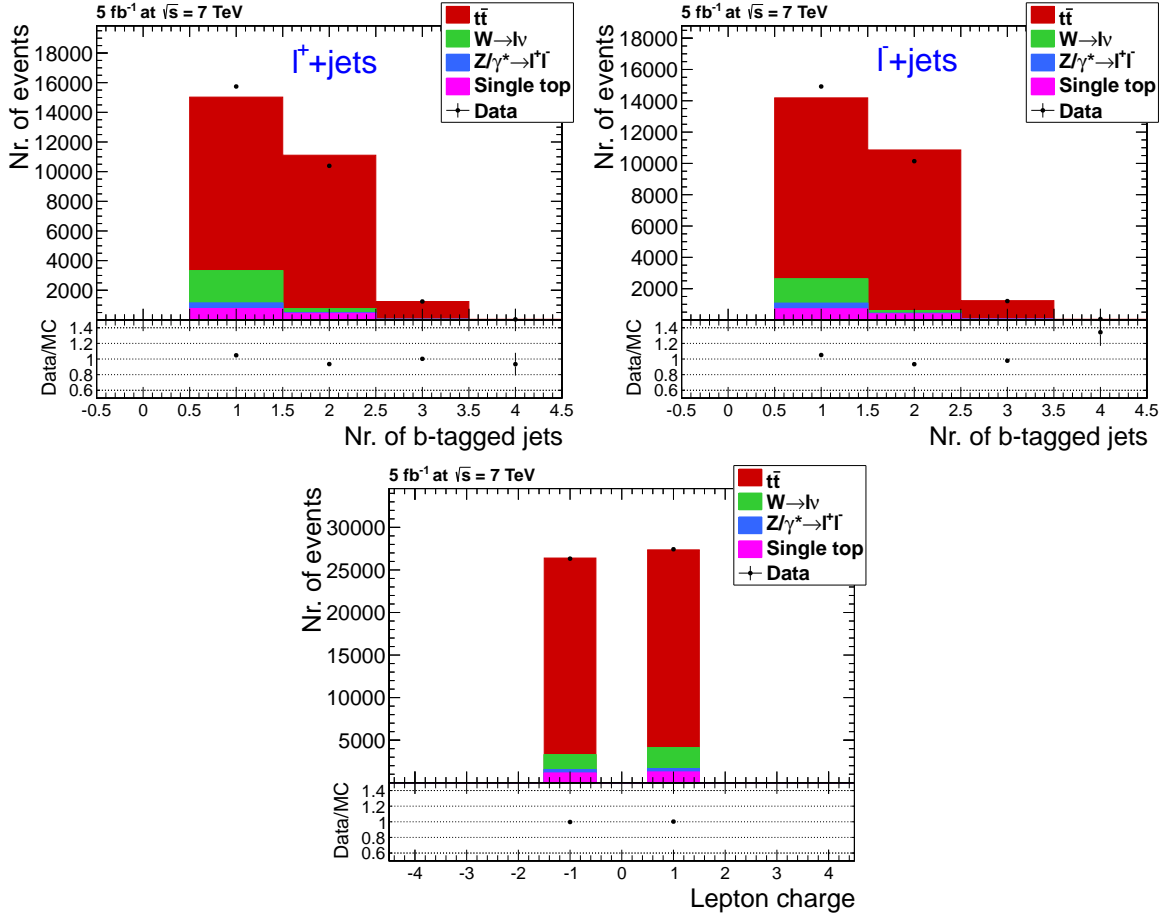 5 fb⁻¹ at √s = 7 TeV
Nr. of events
18000
16000
14000
12000
10000
8000
6000
4000
2000
l⁺+jets
tt̄
W→lν
Z/γ*→l⁺l⁻
Single top
Data
Data/MC
1.4
1.2
1
0.8
0.6
-0.5 0 0.5 1 1.5 2 2.5 3 3.5 4 4.5
Nr. of b-tagged jets
5 fb⁻¹ at √s = 7 TeV
Nr. of events
18000
16000
14000
12000
10000
8000
6000
4000
2000
l⁻+jets
tt̄
W→lν
Z/γ*→l⁺l⁻
Single top
Data
Data/MC
1.4
1.2
1
0.8
0.6
-0.5 0 0.5 1 1.5 2 2.5 3 3.5 4 4.5
Nr. of b-tagged jets
5 fb⁻¹ at √s = 7 TeV
Nr. of events
30000
25000
20000
15000
10000
5000
tt̄
W→lν
Z/γ*→l⁺l⁻
Single top
Data
Data/MC
1.4
1.2
1
0.8
0.6
-4 -3 -2 -1 0 1 2 3 4
Lepton charge